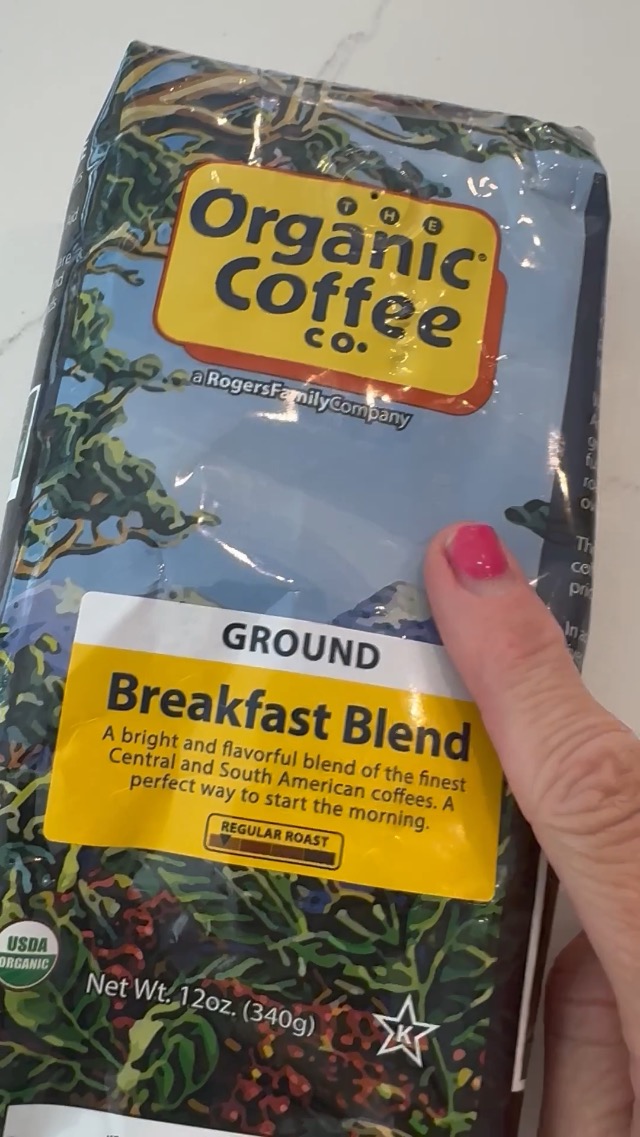 THE
Organic
Coffee
CO.
a RogersFamilyCompany
GROUND
Breakfast Blend
A bright and flavorful blend of the finest
Central and South American coffees. A
perfect way to start the morning.
REGULAR ROAST
USDA
ORGANIC
Net Wt. 12oz. (340g)
K